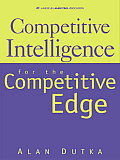 Competitive
Intelligence
for the
Competitive
Edge
ALAN DUTKA